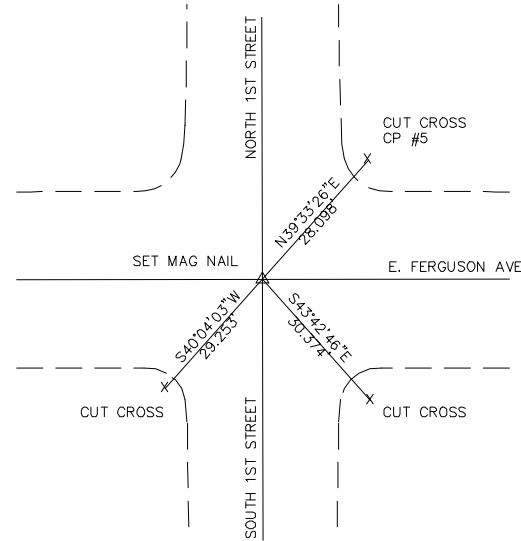 NORTH 1ST STREET
CUT CROSS
CP #5
N39°33'26"E
28.098'
SET MAG NAIL
E. FERGUSON AVE
S40°04'03"W
29.253'
S43°42'46"E
30.374'
CUT CROSS
CUT CROSS
SOUTH 1ST STREET